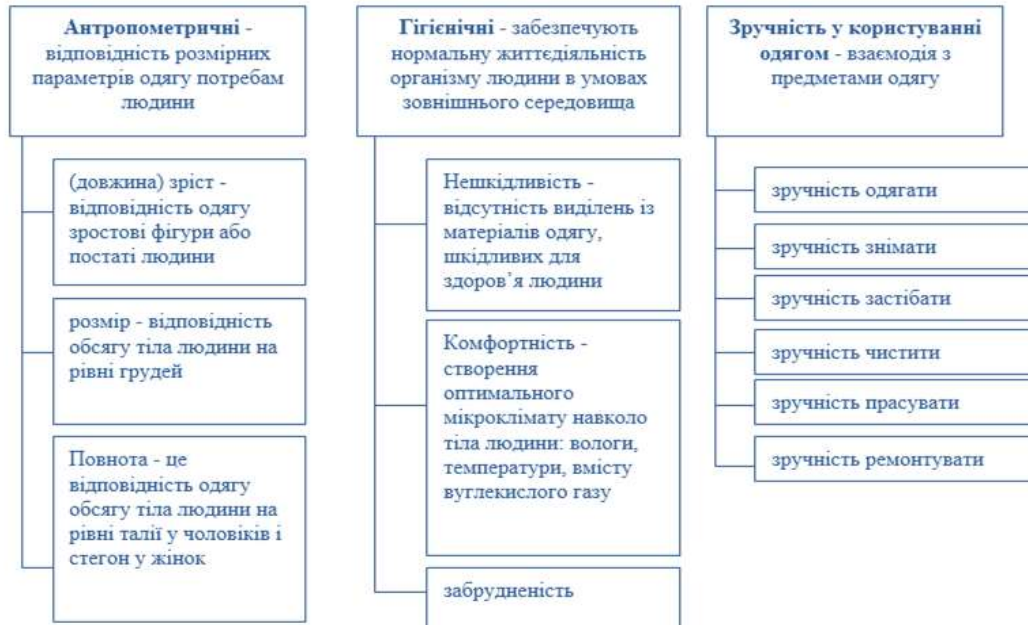 Антропометричні -
відповідність розмірних
параметрів одягу потребам
людини
(довжина) зріст -
відповідність одягу
зростові фігури або
постаті людини
розмір - відповідність
обсягу тіла людини на
рівні грудей
Повнота - це
відповідність одягу
обсягу тіла людини на
рівні талії у чоловіків і
стегон у жінок
Гігієнічні - забезпечують
нормальну життєдіяльність
організму людини в умовах
зовнішнього середовища
Нешкідливість -
відсутність виділень із
матеріалів одягу,
шкідливих для
здоров’я людини
Комфортність -
створення
оптимального
мікроклімату навколо
тіла людини: вологи,
температури, вмісту
вуглекислого газу
забрудненість
Зручність у користуванні
одягом - взаємодія з
предметами одягу
зручність одягати
зручність знімати
зручність застібати
зручність чистити
зручність прасувати
зручність ремонтувати